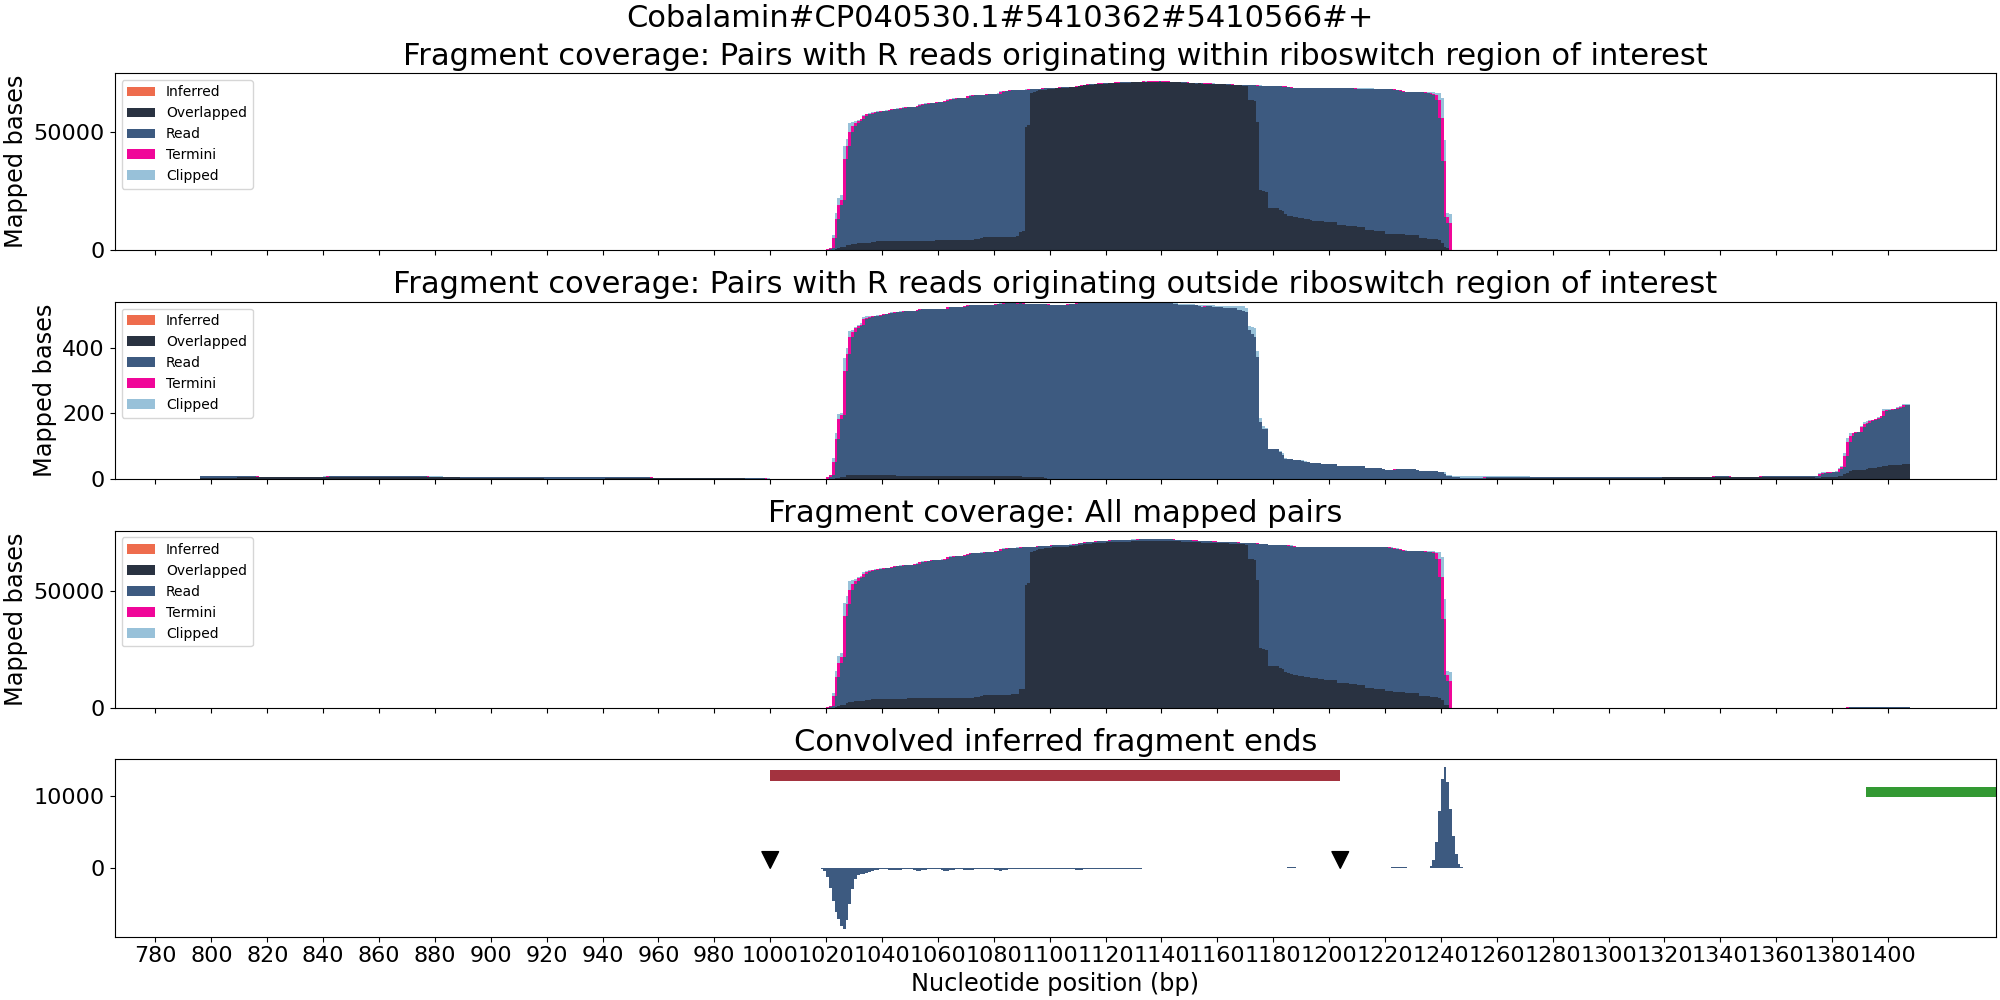 Cobalamin#CP040530.1#5410362#5410566#+
Fragment coverage: Pairs with R reads originating within riboswitch region of interest
Mapped bases
50000
0
Inferred
Overlapped
Read
Termini
Clipped
Fragment coverage: Pairs with R reads originating outside riboswitch region of interest
Mapped bases
400
200
0
Inferred
Overlapped
Read
Termini
Clipped
Fragment coverage: All mapped pairs
Mapped bases
50000
0
Inferred
Overlapped
Read
Termini
Clipped
Convolved inferred fragment ends
10000
0
780 800 820 840 860 880 900 920 940 960 980 1000 1020 1040 1060 1080 1100 1120 1140 1160 1180 1200 1220 1240 1260 1280 1300 1320 1340 1360 1380 1400
Nucleotide position (bp)